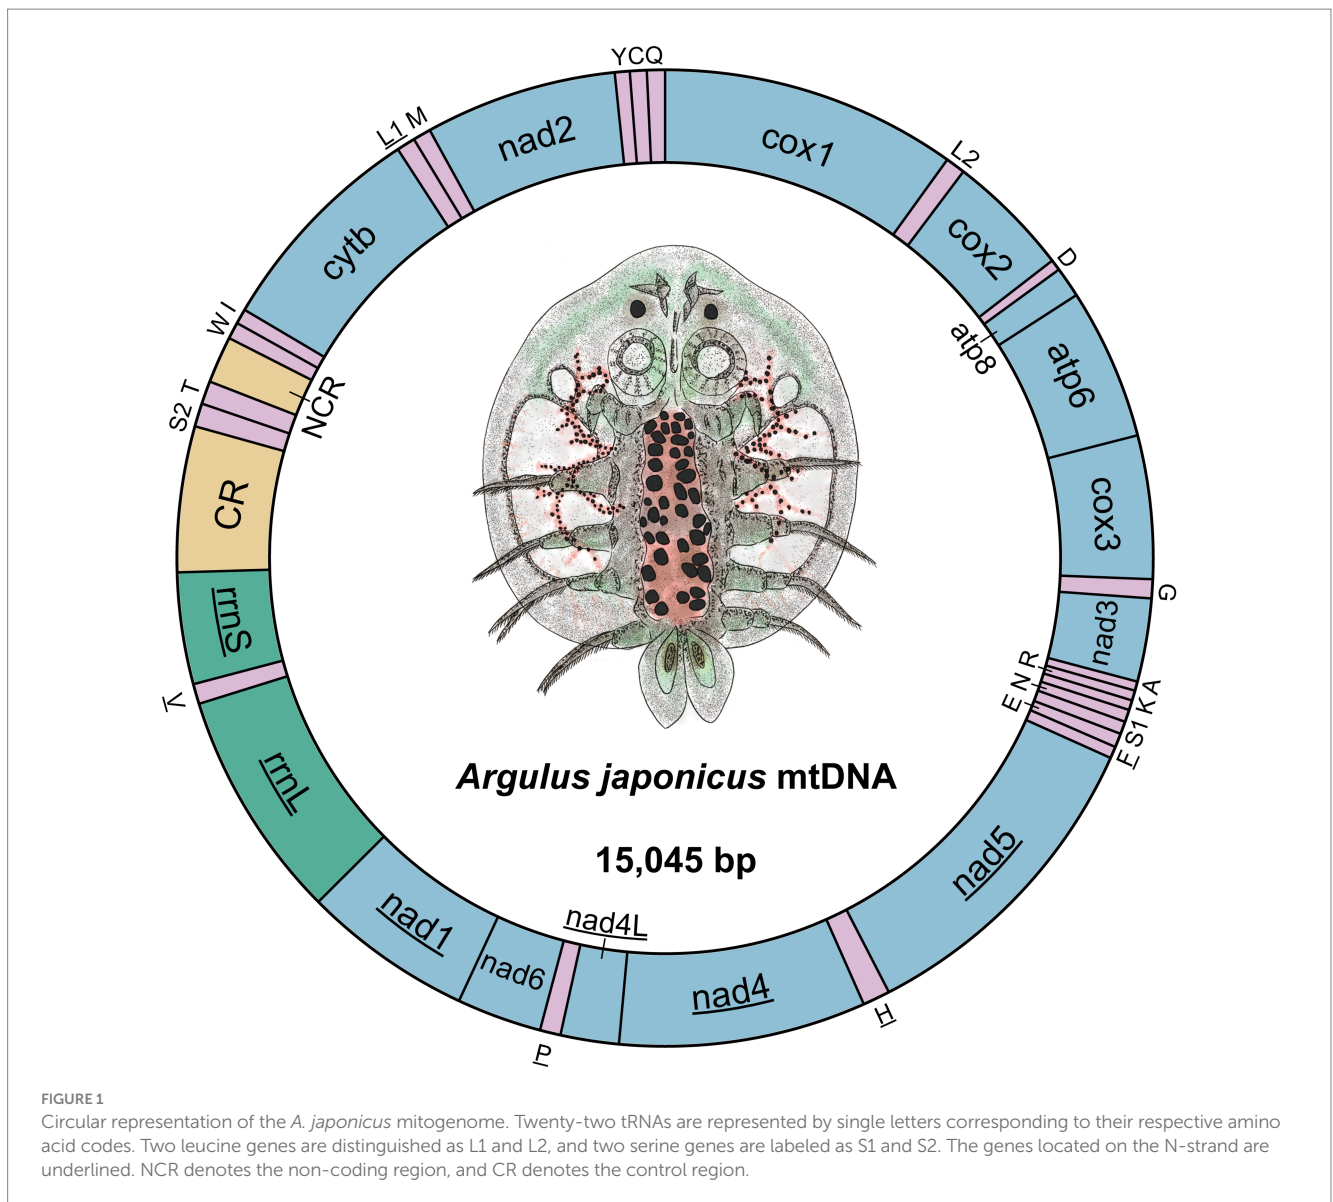 YCQ
cox1
L2
cox2
D
atp8
atp6
cox3
G
nad3
R
N
E
A
K
S1
F
nad5
H
nad4
nad4L
P
nad6
nad1
rrnL
V
rrnS
CR
S2 T
NCR
W I
cytb
L1 M
nad2
Argulus japonicus mtDNA
15,045 bp
FIGURE 1
Circular representation of the A. japonicus mitogenome. Twenty-two tRNAs are represented by single letters corresponding to their respective amino
acid codes. Two leucine genes are distinguished as L1 and L2, and two serine genes are labeled as S1 and S2. The genes located on the N-strand are
underlined. NCR denotes the non-coding region, and CR denotes the control region.